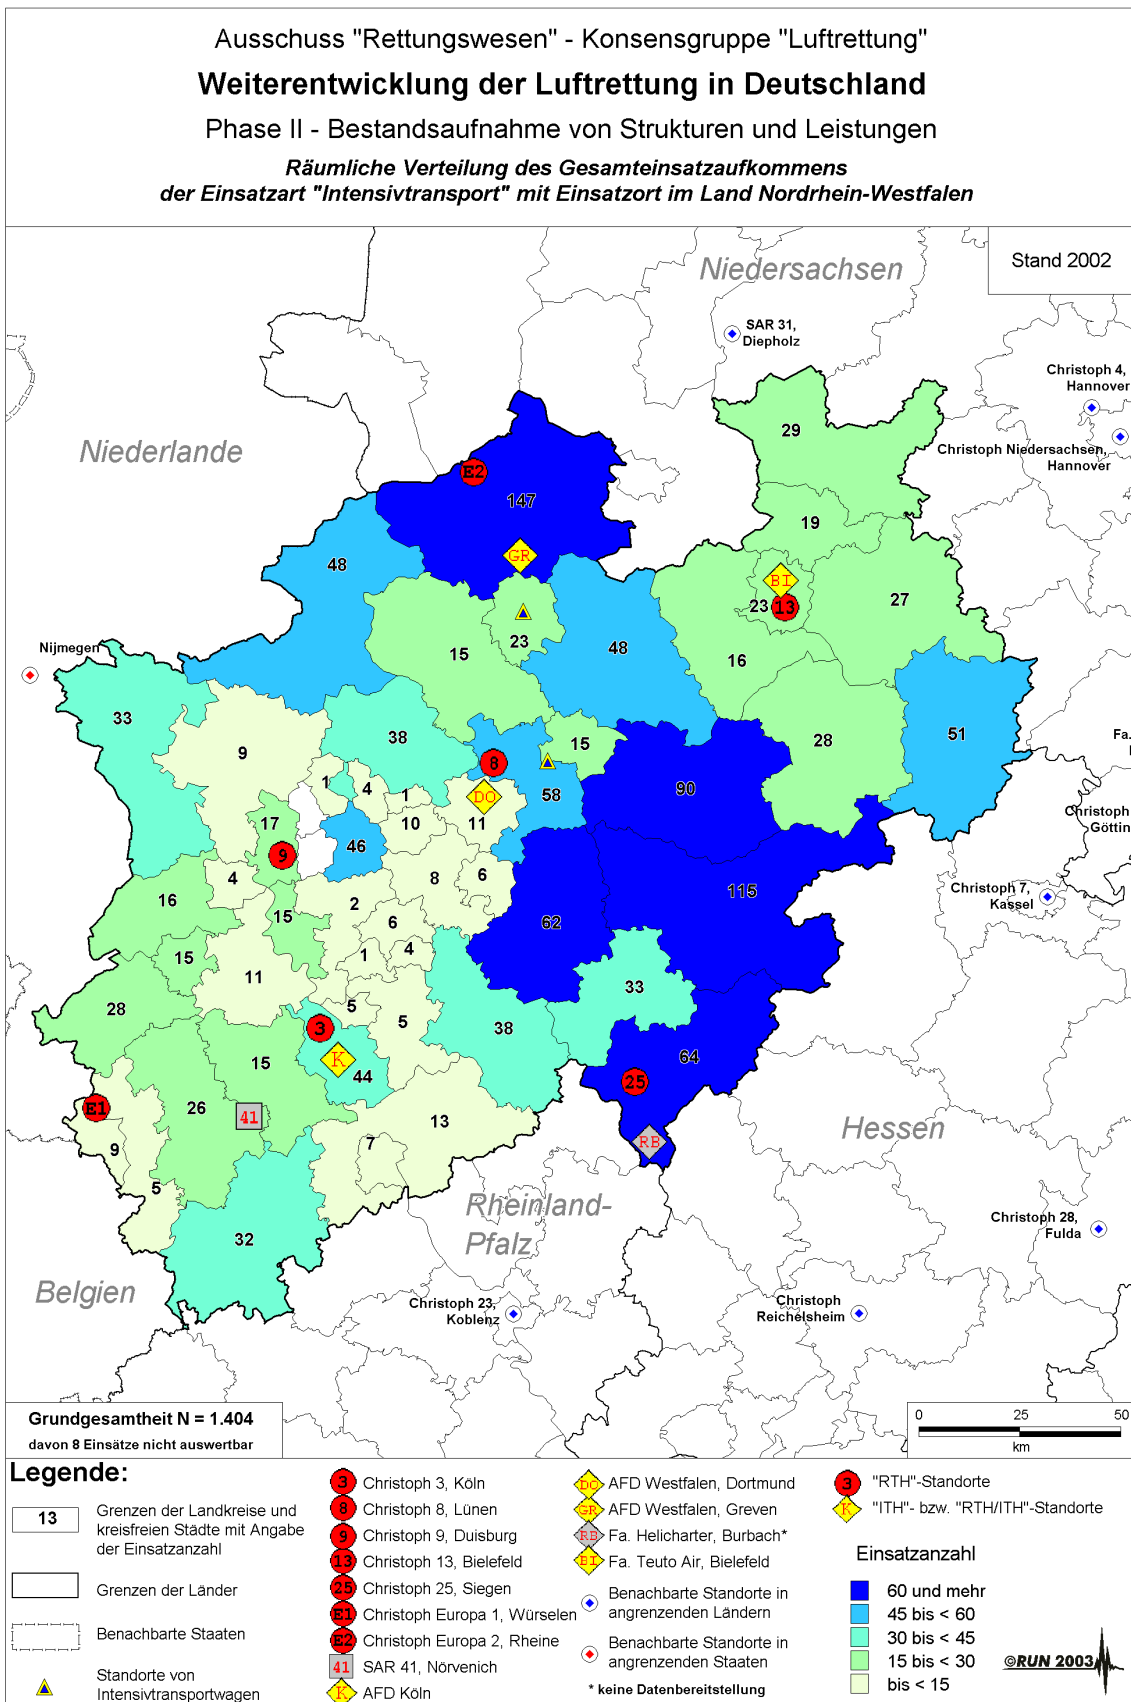 Ausschuss "Rettungswesen" - Konsensgruppe "Luftrettung"
Weiterentwicklung der Luftrettung in Deutschland
Phase II - Bestandsaufnahme von Strukturen und Leistungen
Räumliche Verteilung des Gesamteinsatzaufkommens
der Einsatzart "Intensivtransport" mit Einsatzort im Land Nordrhein-Westfalen
Stand 2002
Niedersachsen
SAR 31,
Diepholz
Christoph 4,
Hannover
Christoph Niedersachsen,
Hannover
Niederlande
29
E2
147
19
GR
48
BI
23
13
27
23
48
15
16
Nijmegen
33
38
15
28
51
9
8
Fa.
1
4
1
DO
58
90
Christoph
Göttin
17
10
11
46
9
4
8
6
115
Christoph 7,
Kassel
16
2
15
6
62
15
1
4
11
33
28
5
5
38
3
15
K
44
64
25
E1
26
41
13
9
7
RB
Hessen
5
Rheinland-
Pfalz
32
Christoph 28,
Fulda
Belgien
Christoph 23,
Koblenz
Christoph
Reichelsheim
Grundgesamtheit N = 1.404
davon 8 Einsätze nicht auswertbar
0 25 50
km
Legende:
13
Grenzen der Landkreise und
kreisfreien Städte mit Angabe
der Einsatzanzahl
Grenzen der Länder
Benachbarte Staaten
Standorte von
Intensivtransportwagen
3 Christoph 3, Köln
8 Christoph 8, Lünen
9 Christoph 9, Duisburg
13 Christoph 13, Bielefeld
25 Christoph 25, Siegen
E1 Christoph Europa 1, Würselen
E2 Christoph Europa 2, Rheine
41 SAR 41, Nörvenich
K AFD Köln
DO AFD Westfalen, Dortmund
GR AFD Westfalen, Greven
RB Fa. Helicharter, Burbach*
BI Fa. Teuto Air, Bielefeld
Benachbarte Standorte in
angrenzenden Ländern
Benachbarte Standorte in
angrenzenden Staaten
* keine Datenbereitstellung
3 "RTH"-Standorte
K "ITH"- bzw. "RTH/ITH"-Standorte
Einsatzanzahl
60 und mehr
45 bis < 60
30 bis < 45
15 bis < 30
bis < 15
©RUN 2003